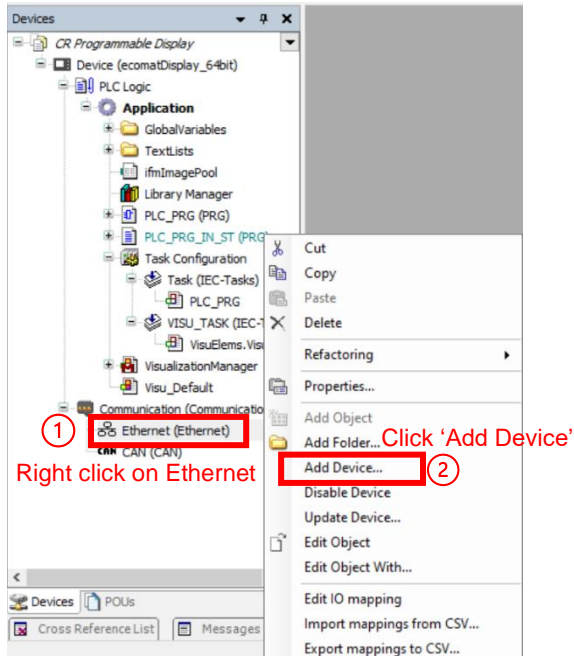 Devices
CR Programmable Display
Device (ecomatDisplay_64bit)
PLC Logic
Application
GlobalVariables
TextLists
ifmImagePool
Library Manager
PLC_PRG (PRG)
PLC_PRG_IN_ST (PRG)
Task Configuration
Task (IEC-Tasks)
PLC_PRG
VISU_TASK (IEC-T
VisuElems.Visu
VisualizationManager
Visu_Default
Communication (Communicatio
1
Ethernet (Ethernet)
CAN (CAN)
Right click on Ethernet
Cut
Copy
Paste
Delete
Refactoring
Properties...
Add Object
Add Folder...
Click ‘Add Device’
Add Device...
2
Disable Device
Update Device...
Edit Object
Edit Object With...
Edit IO mapping
Import mappings from CSV...
Export mappings to CSV...
Devices
POUs
Cross Reference List
Messages